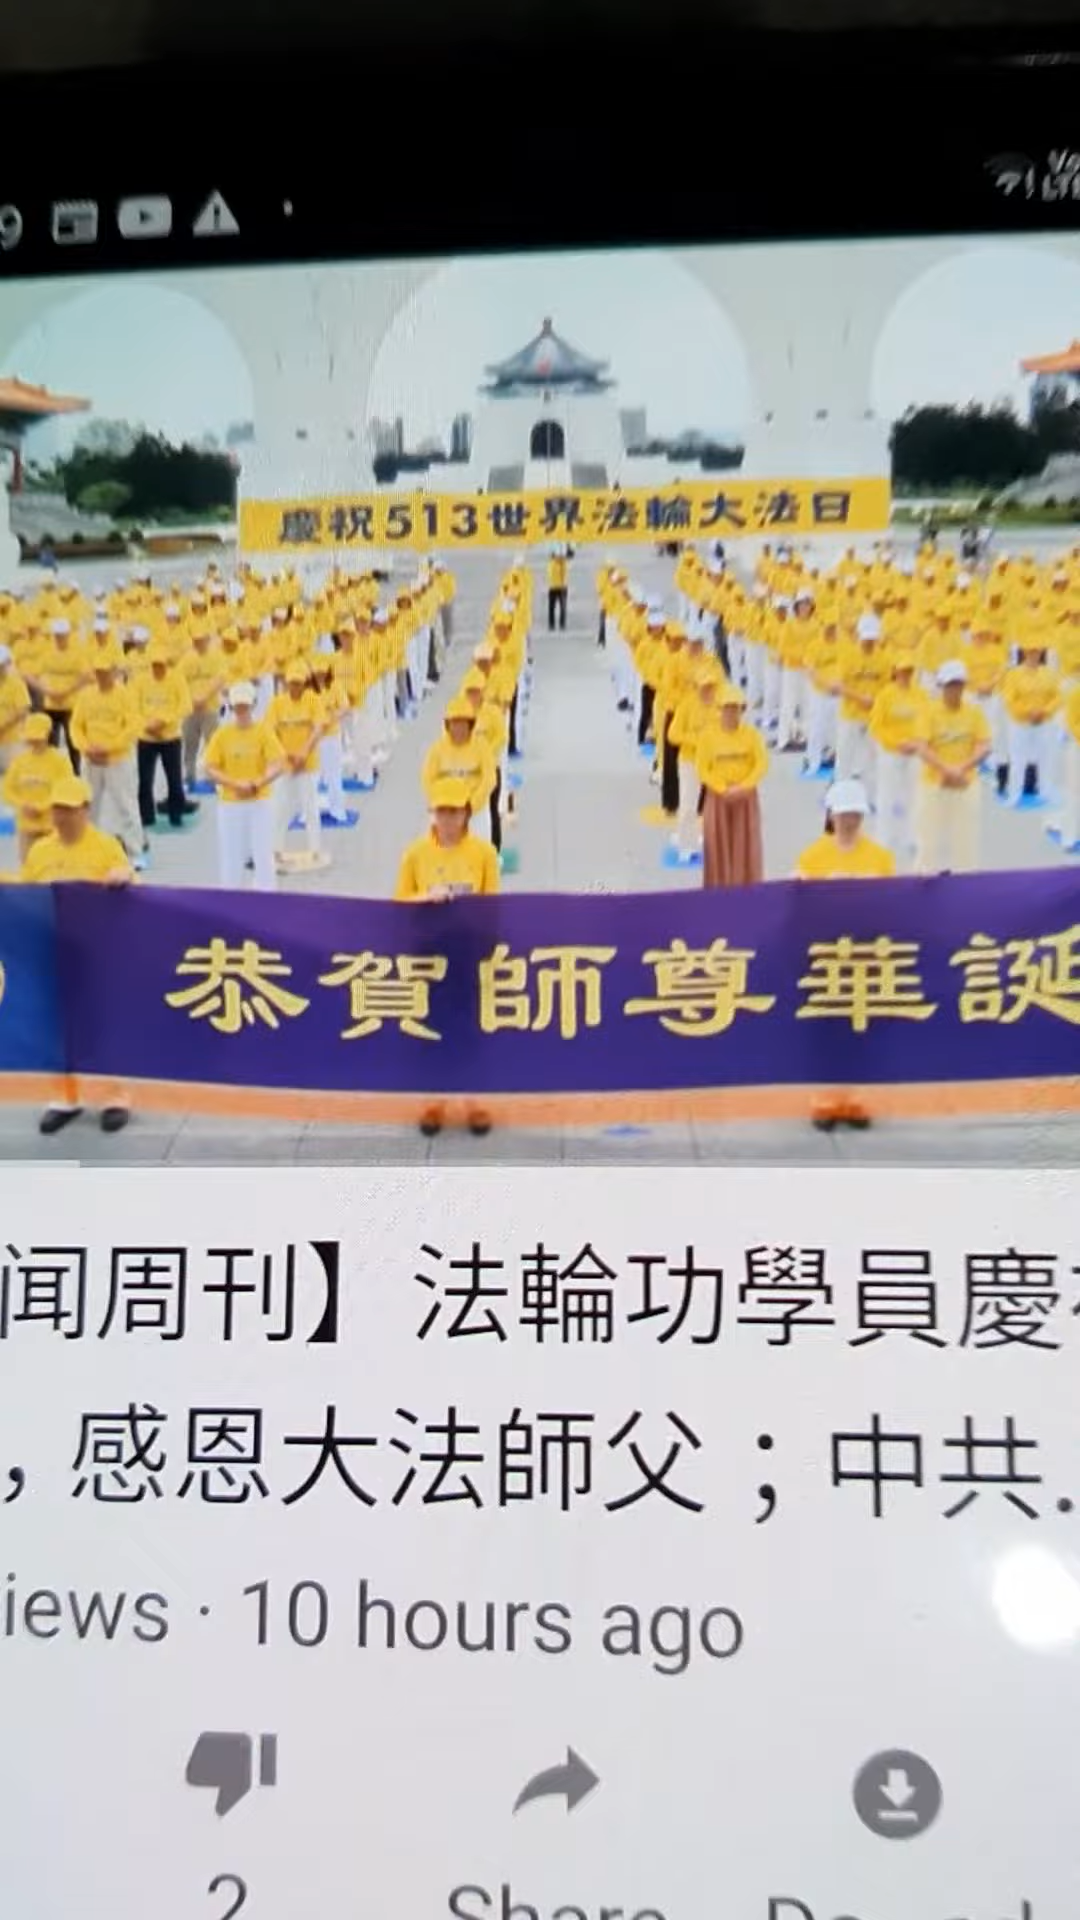 9
慶祝513世界法輪大法日
恭賀師尊華誕
闻周刊】法輪功學員慶
，感恩大法師父；中共.
iews · 10 hours ago
2 Share